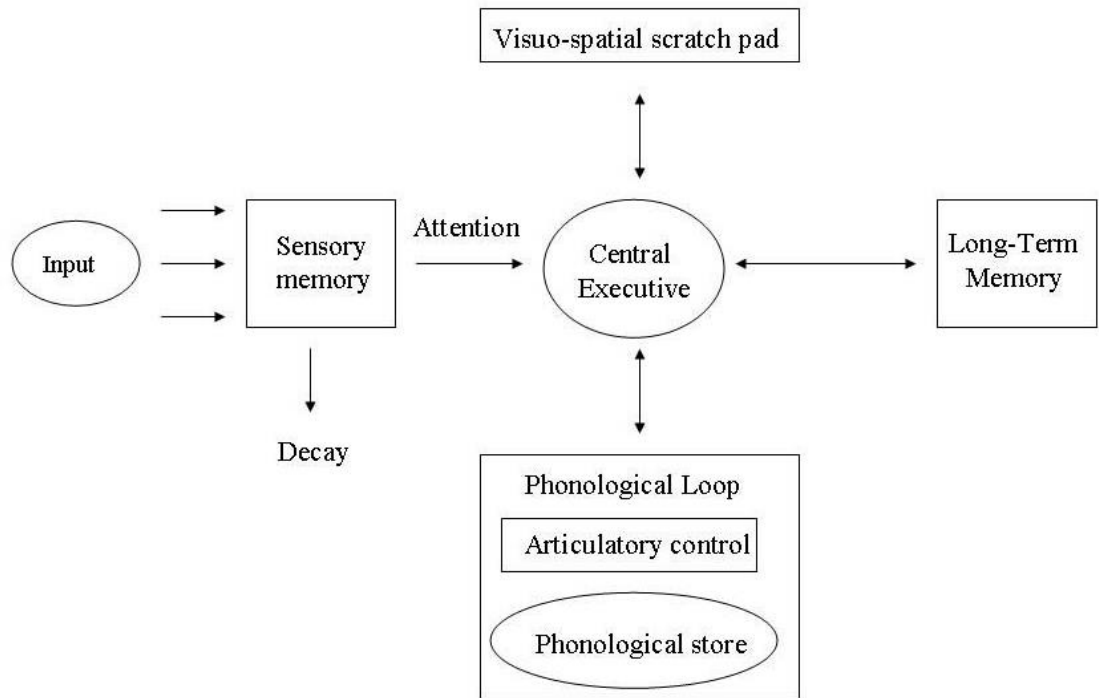 Visuo-spatial scratch pad
Input
Sensory
memory
Attention
Central
Executive
Long-Term
Memory
Decay
Phonological Loop
Articulatory control
Phonological store